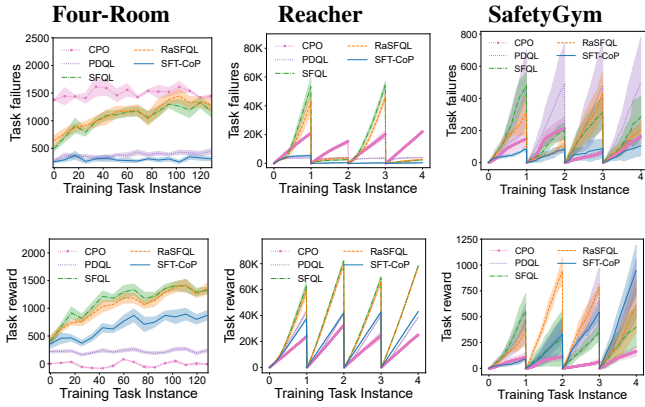 Four-Room
Reacher
SafetyGym
Task failures
2500
2000
1500
1000
500
CPO
PDQL
SFQL
RaSFQL
SFT-CoP
0 20 40 60 80 100 120
Training Task Instance
Task failures
80K
60K
40K
20K
0
CPO
PDQL
SFQL
RaSFQL
SFT-CoP
0 1 2 3 4
Training Task Instance
Task failures
800
600
400
200
0
CPO
PDQL
SFQL
RaSFQL
SFT-CoP
0 1 2 3 4
Training Task Instance
Task reward
2000
1500
1000
500
0
CPO
PDQL
SFQL
RaSFQL
SFT-CoP
0 20 40 60 80 100 120
Training Task Instance
Task reward
80K
60K
40K
20K
0
CPO
PDQL
SFQL
RaSFQL
SFT-CoP
0 1 2 3 4
Training Task Instance
Task reward
1250
1000
750
500
250
0
CPO
PDQL
SFQL
RaSFQL
SFT-CoP
0 1 2 3 4
Training Task Instance